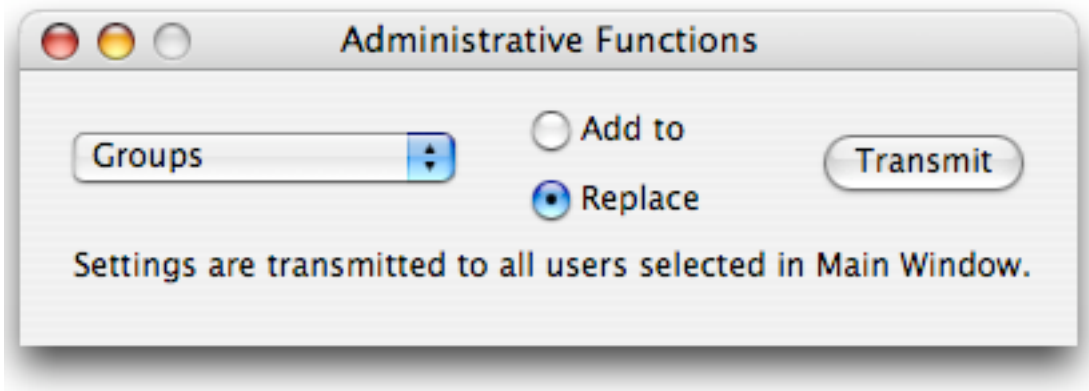 Administrative Functions
Groups
Add to
Replace
Transmit
Settings are transmitted to all users selected in Main Window.